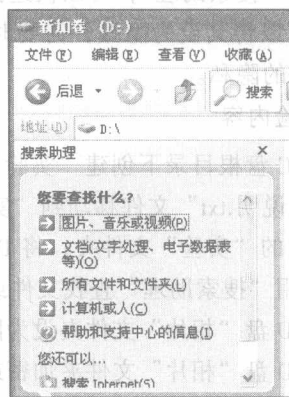 新加卷 (D:)
文件(F) 编辑(E) 查看(V) 收藏(A)
后退 搜索
地址(D) D:\
搜索助理 ×
您要查找什么?
图片、音乐或视频(P)
文档(文字处理、电子数据表等)(O)
所有文件和文件夹(L)
计算机或人(C)
帮助和支持中心的信息(I)
您还可以...
搜索 Internet(S)